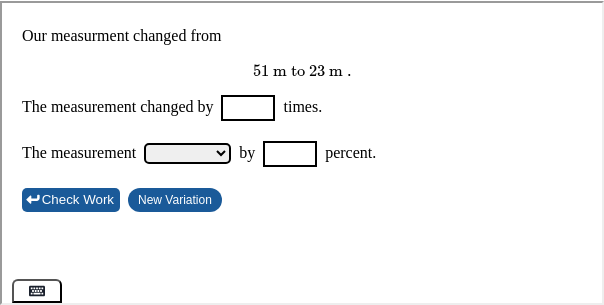 Our measurment changed from
51 m to 23 m .
The measurement changed by times.
The measurement by percent.
Check Work New Variation